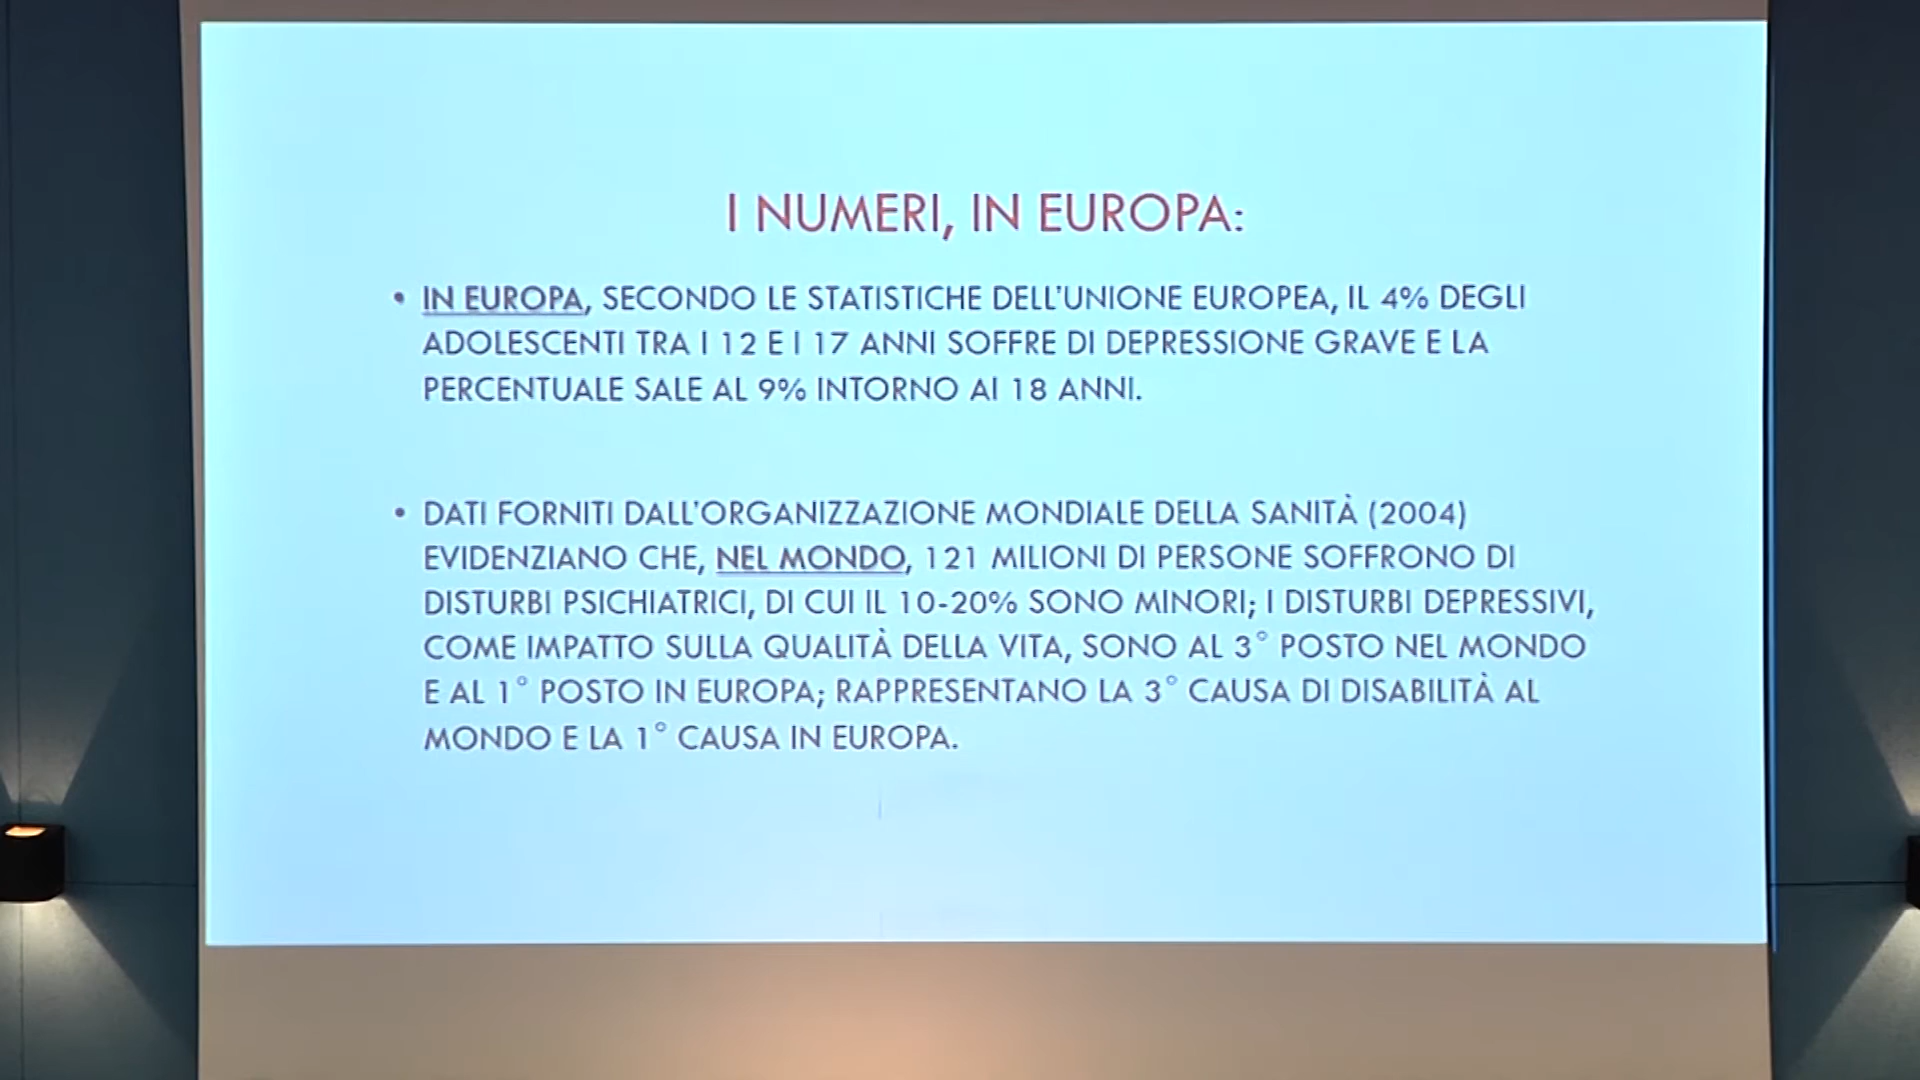 I NUMERI, IN EUROPA:
• IN EUROPA, SECONDO LE STATISTICHE DELL'UNIONE EUROPEA, IL 4% DEGLI
ADOLESCENTI TRA I 12 E I 17 ANNI SOFFRE DI DEPRESSIONE GRAVE E LA
PERCENTUALE SALE AL 9% INTORNO AI 18 ANNI.
• DATI FORNITI DALL'ORGANIZZAZIONE MONDIALE DELLA SANITÀ (2004)
EVIDENZIANO CHE, NEL MONDO, 121 MILIONI DI PERSONE SOFFRONO DI
DISTURBI PSICHIATRICI, DI CUI IL 10-20% SONO MINORI; I DISTURBI DEPRESSIVI,
COME IMPATTO SULLA QUALITÀ DELLA VITA, SONO AL 3° POSTO NEL MONDO
E AL 1° POSTO IN EUROPA; RAPPRESENTANO LA 3° CAUSA DI DISABILITÀ AL
MONDO E LA 1° CAUSA IN EUROPA.